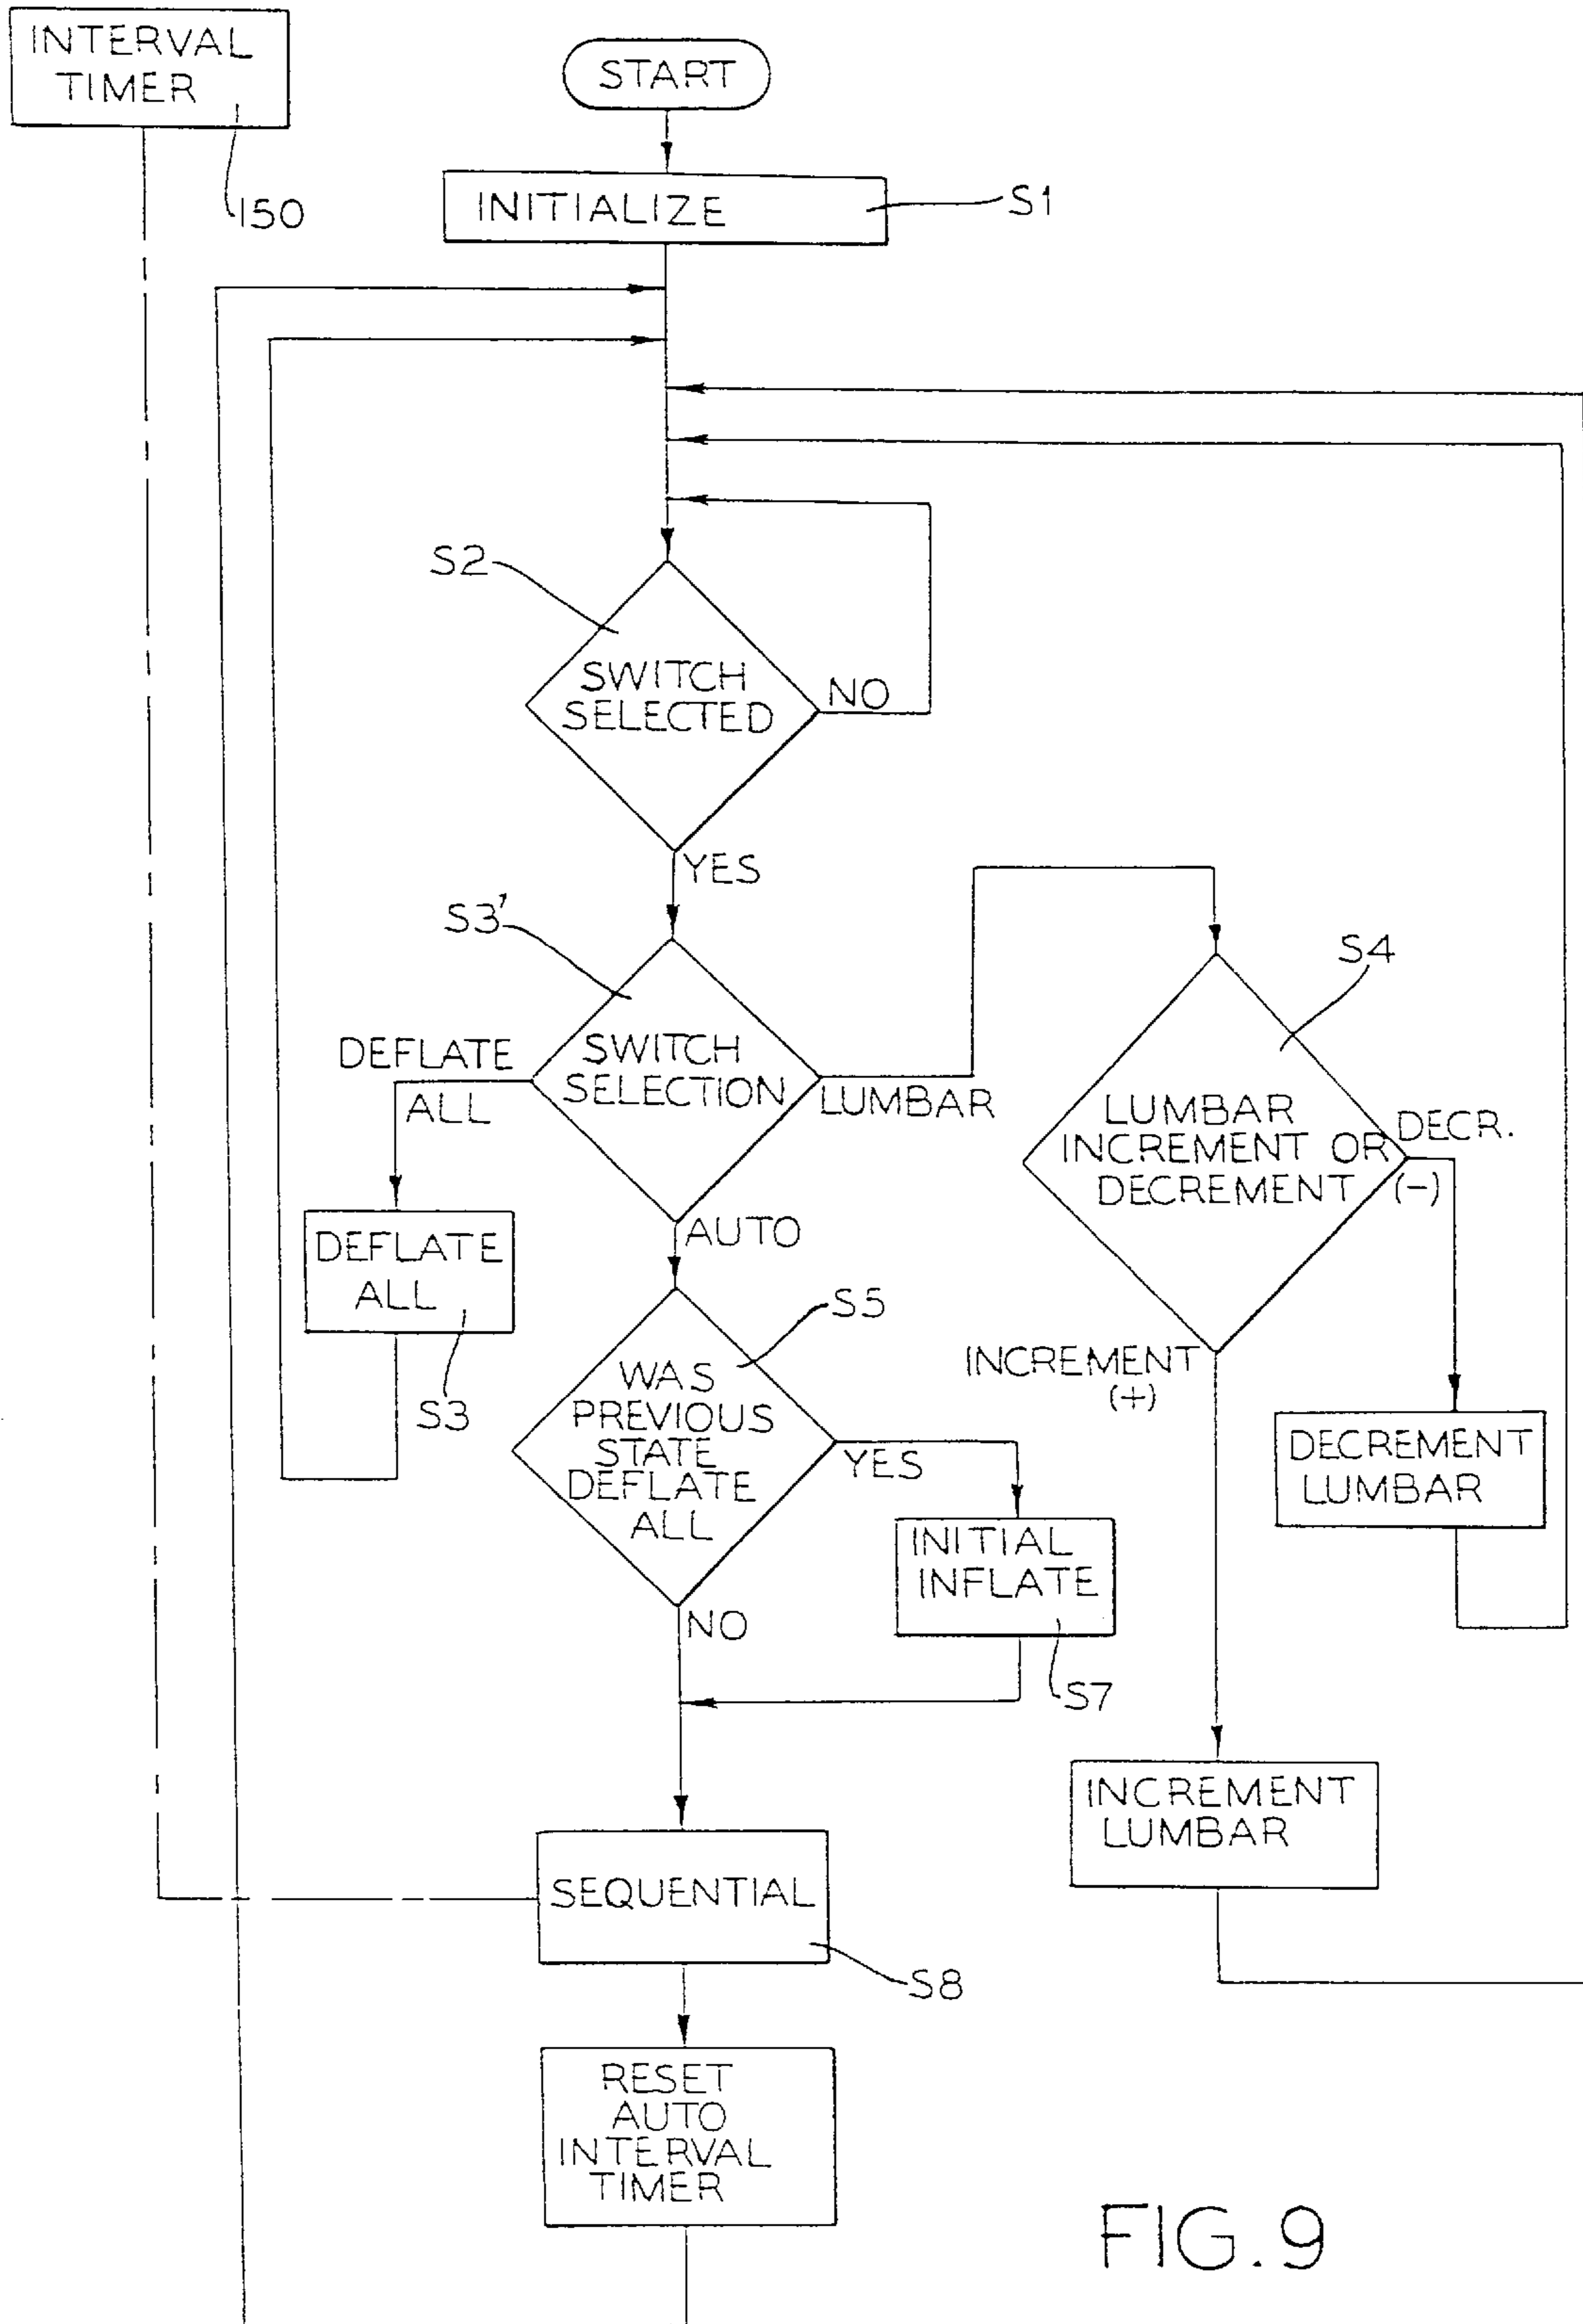 INTERVAL
TIMER
150
START
INITIALIZE
S1
S2
SWITCH
SELECTED
NO
YES
S3'
SWITCH
SELECTION
DEFLATE
ALL
LUMBAR
S4
LUMBAR
INCREMENT OR
DECREMENT
DECR.
(-)
AUTO
DEFLATE
ALL
S3
S5
WAS
PREVIOUS
STATE
DEFLATE
ALL
YES
INCREMENT
(+)
DECREMENT
LUMBAR
INITIAL
INFLATE
S7
NO
INCREMENT
LUMBAR
SEQUENTIAL
S8
RESET
AUTO
INTERVAL
TIMER
FIG. 9